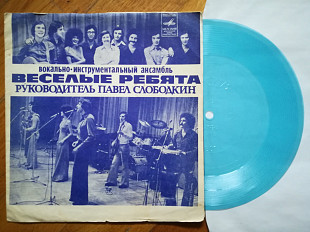 вокально-инструментальный ансамбль
ВЕСЕЛЫЕ РЕБЯТА
РУКОВОДИТЕЛЬ ПАВЕЛ СЛОБОДКИН